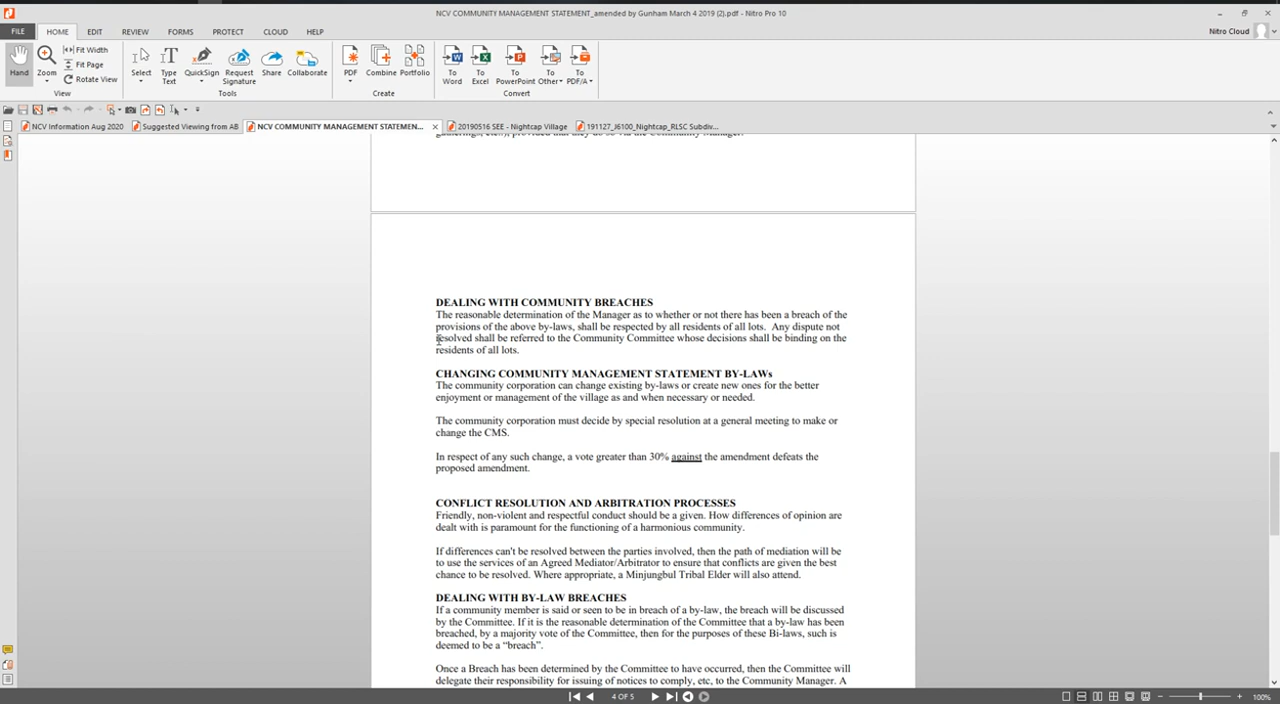 NCV COMMUNITY MANAGEMENT STATEMENT_amended by Gunham March 4 2019 (2).pdf - Nitro Pro 10
FILE HOME EDIT REVIEW FORMS PROTECT CLOUD HELP
Nitro Cloud
Hand
Zoom
Fit Width
Fit Page
Rotate View
View
Select
Type Text
QuickSign
Request Signature
Share
Collaborate
Tools
PDF
Combine
Portfolio
Create
To Word
To Excel
To PowerPoint
To Other
To PDF/A
Convert
NCV Information Aug 2020
Suggested Viewing from AB
NCV COMMUNITY MANAGEMENT STATEMEN...
20190516 SEE - Nightcap Village
191127_J6100_Nightcap_RLSC Subdiv...
DEALING WITH COMMUNITY BREACHES
The reasonable determination of the Manager as to whether or not there has been a breach of the
provisions of the above by-laws, shall be respected by all residents of all lots. Any dispute not
resolved shall be referred to the Community Committee whose decisions shall be binding on the
residents of all lots.
CHANGING COMMUNITY MANAGEMENT STATEMENT BY-LAWs
The community corporation can change existing by-laws or create new ones for the better
enjoyment or management of the village as and when necessary or needed.
The community corporation must decide by special resolution at a general meeting to make or
change the CMS.
In respect of any such change, a vote greater than 30% against the amendment defeats the
proposed amendment.
CONFLICT RESOLUTION AND ARBITRATION PROCESSES
Friendly, non-violent and respectful conduct should be a given. How differences of opinion are
dealt with is paramount for the functioning of a harmonious community.
If differences can't be resolved between the parties involved, then the path of mediation will be
to use the services of an Agreed Mediator/Arbitrator to ensure that conflicts are given the best
chance to be resolved. Where appropriate, a Minjungbul Tribal Elder will also attend.
DEALING WITH BY-LAW BREACHES
If a community member is said or seen to be in breach of a by-law, the breach will be discussed
by the Committee. If it is the reasonable determination of the Committee that a by-law has been
breached, by a majority vote of the Committee, then for the purposes of these Bi-laws, such is
deemed to be a “breach”.
Once a Breach has been determined by the Committee to have occurred, then the Committee will
delegate their responsibility for issuing of notices to comply, etc, to the Community Manager. A
4 OF 5
100%